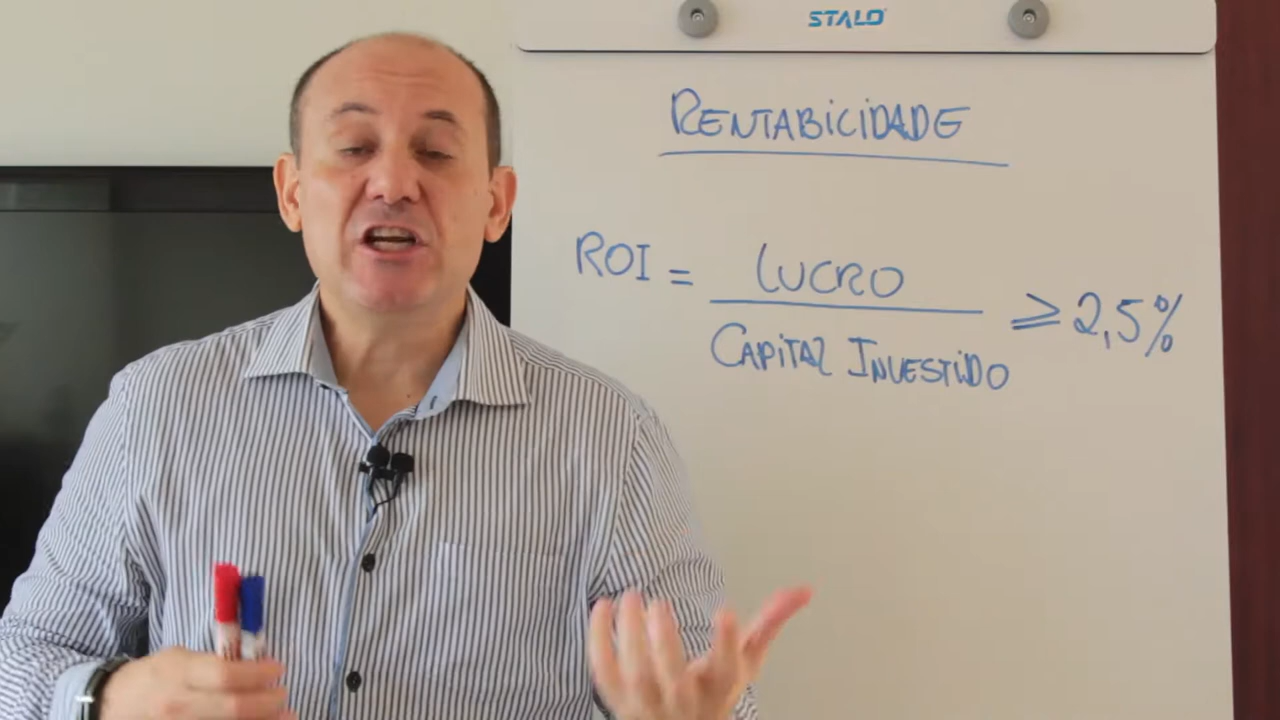 STALO
RENTABILIDADE
ROI = LUCRO
CAPITAL INVESTIDO
≥ 2,5%